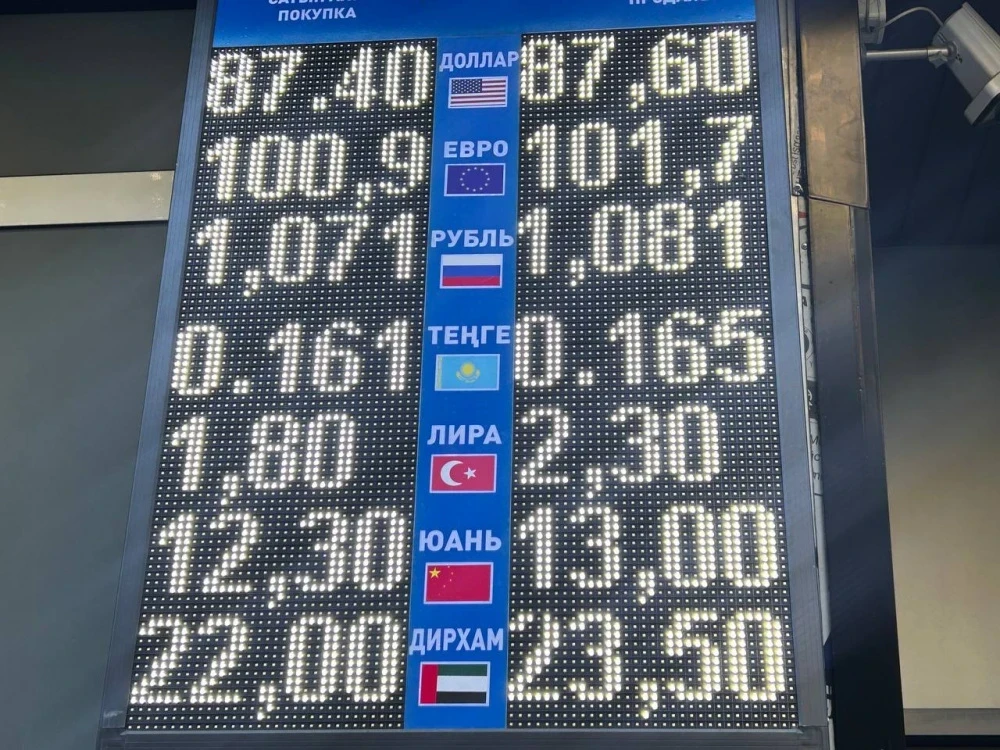 ПОКУПКА
87.40 ДОЛЛАР 87,60
100,9 ЕВРО 101,7
1,071 РУБЛЬ 1,081
0.161 ТЕҢГЕ 0.165
1,80 ЛИРА 2,30
12,30 ЮАНЬ 13,00
22,00 ДИРХАМ 23,50